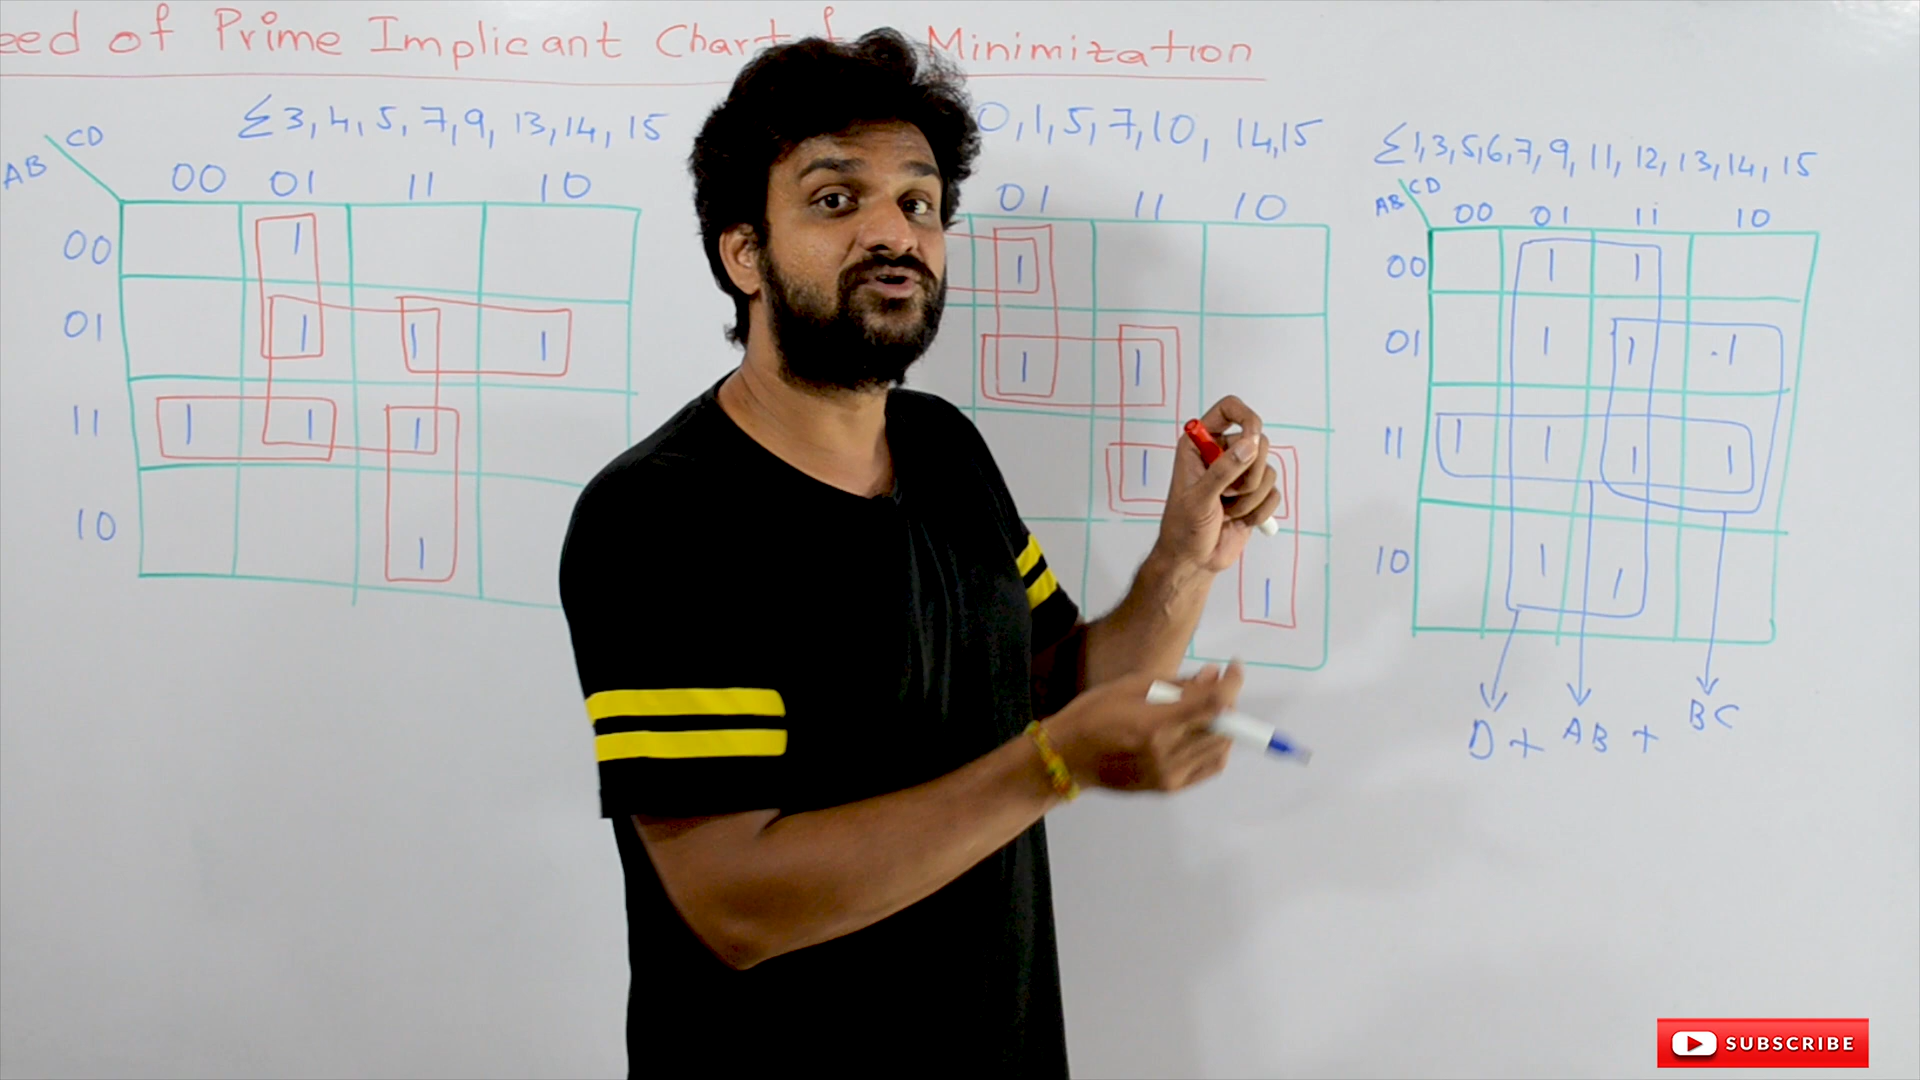 eed of Prime Implicant Chart Minimization
∑ 3, 4, 5, 7, 9, 13, 14, 15
CD
AB
00 01 11 10
00 1
01 1 1 1
11 1 1 1
10 1
0, 1, 5, 7, 10, 14, 15
01 11 10
1
1 1
1
1
∑ 1, 3, 5, 6, 7, 9, 11, 12, 13, 14, 15
CD
AB
00 01 11 10
00 1 1
01 1 1 1
11 1 1 1 1
10 1 1
D + AB + BC
SUBSCRIBE